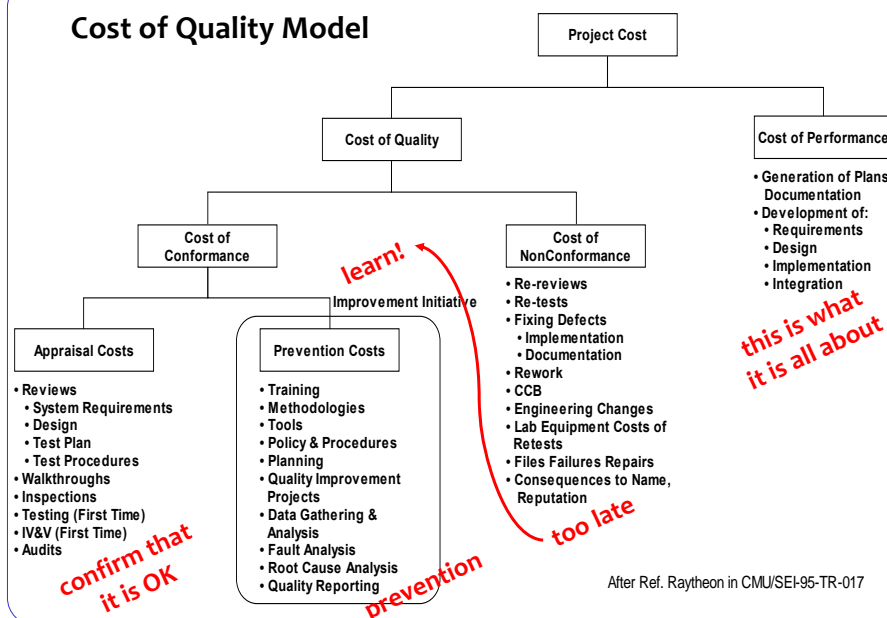 Cost of Quality Model
Project Cost
Cost of Quality
Cost of Performance
• Generation of Plans
Documentation
• Development of:
• Requirements
• Design
• Implementation
• Integration
this is what
it is all about
Cost of
Conformance
learn!
Cost of
NonConformance
• Re-reviews
• Re-tests
• Fixing Defects
• Implementation
• Documentation
• Rework
• CCB
• Engineering Changes
• Lab Equipment Costs of
Retests
• Files Failures Repairs
• Consequences to Name,
Reputation
too late
Improvement Initiative
Appraisal Costs
• Reviews
• System Requirements
• Design
• Test Plan
• Test Procedures
• Walkthroughs
• Inspections
• Testing (First Time)
• IV&V (First Time)
• Audits
confirm that
it is OK
Prevention Costs
• Training
• Methodologies
• Tools
• Policy & Procedures
• Planning
• Quality Improvement
Projects
• Data Gathering &
Analysis
• Fault Analysis
• Root Cause Analysis
• Quality Reporting
prevention
After Ref. Raytheon in CMU/SEI-95-TR-017